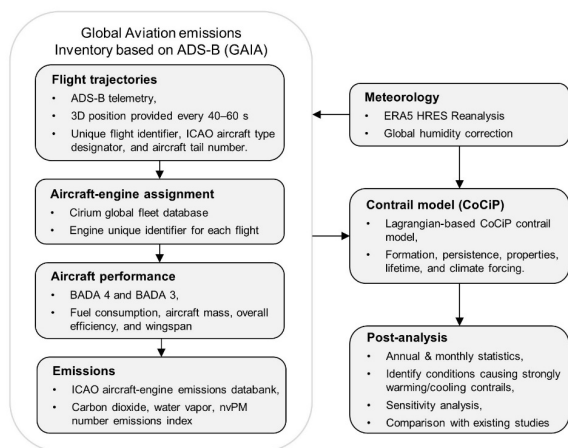 Global Aviation emissions
Inventory based on ADS-B (GAIA)
Flight trajectories
• ADS-B telemetry,
• 3D position provided every 40–60 s
• Unique flight identifier, ICAO aircraft type
designator, and aircraft tail number.
Aircraft-engine assignment
• Cirium global fleet database
• Engine unique identifier for each flight
Aircraft performance
• BADA 4 and BADA 3,
• Fuel consumption, aircraft mass, overall
efficiency, and wingspan
Emissions
• ICAO aircraft-engine emissions databank,
• Carbon dioxide, water vapor, nvPM
number emissions index
Meteorology
• ERA5 HRES Reanalysis
• Global humidity correction
Contrail model (CoCiP)
• Lagrangian-based CoCiP contrail
model,
• Formation, persistence, properties,
lifetime, and climate forcing.
Post-analysis
• Annual & monthly statistics,
• Identify conditions causing strongly
warming/cooling contrails,
• Sensitivity analysis,
• Comparison with existing studies